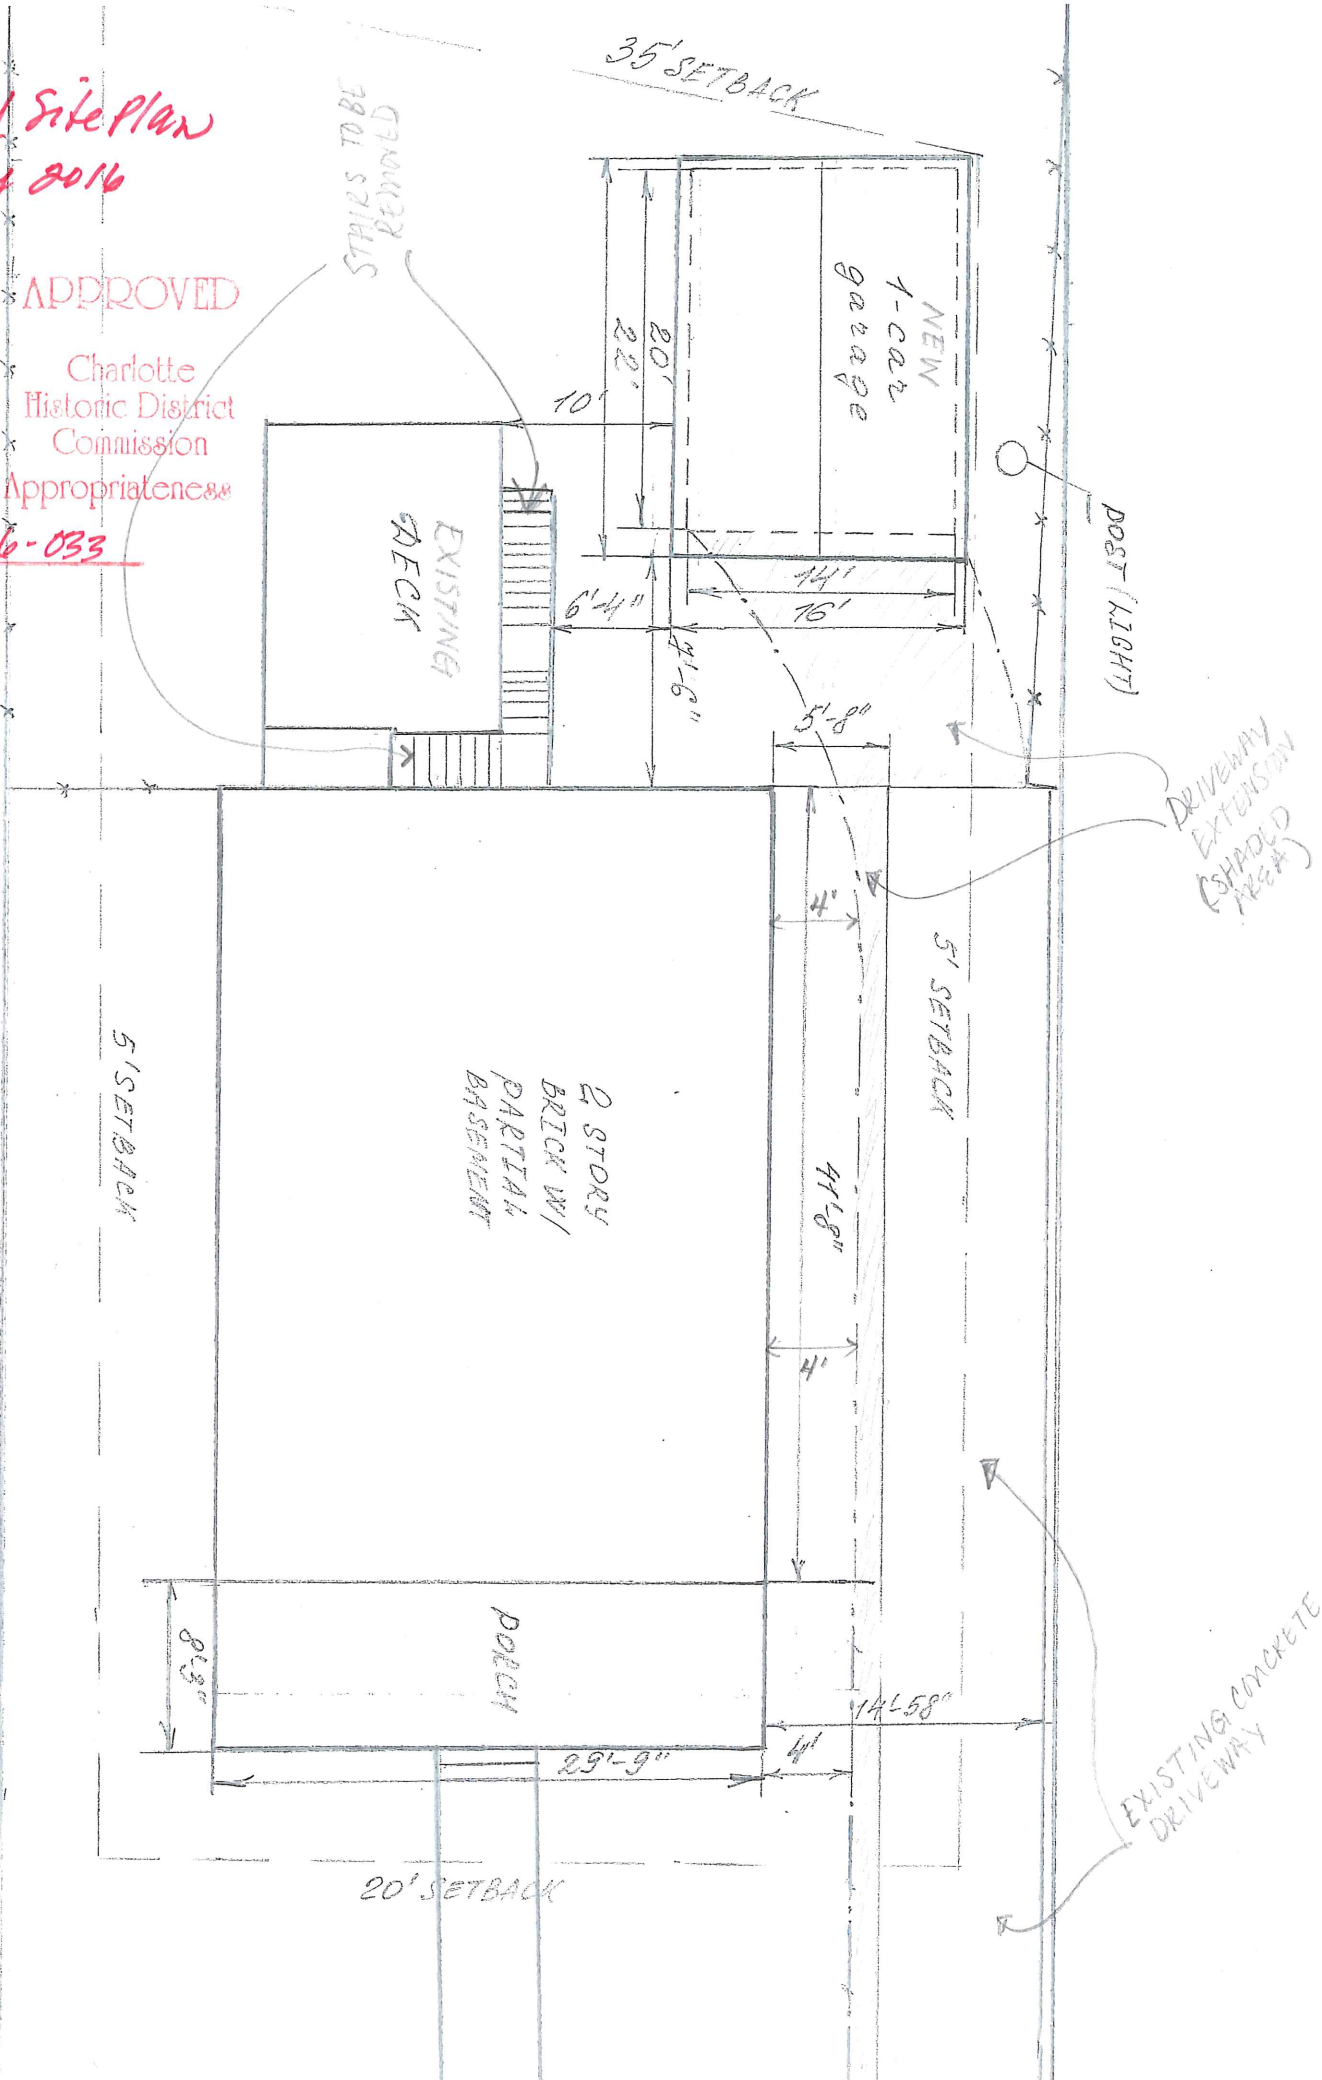 Site Plan
2016
APPROVED
Charlotte
Historic District
Commission
Appropriateness
6-033
35' SETBACK
STAIRS TO BE
REMOVED
NEW
1-car
garage
20'
22'
10'
EXISTING
DECK
14'
16'
6'-4"
5'-8"
POST (LIGHT)
DRIVEWAY
EXTENSION
(SHADED
AREA)
4'
5' SETBACK
5' SETBACK
2 STORY
BRICK W/
PARTIAL
BASEMENT
41'-8"
4'
PORCH
8'-3"
14'-58"
29'-9"
4'
EXISTING CONCRETE
DRIVEWAY
20' SETBACK